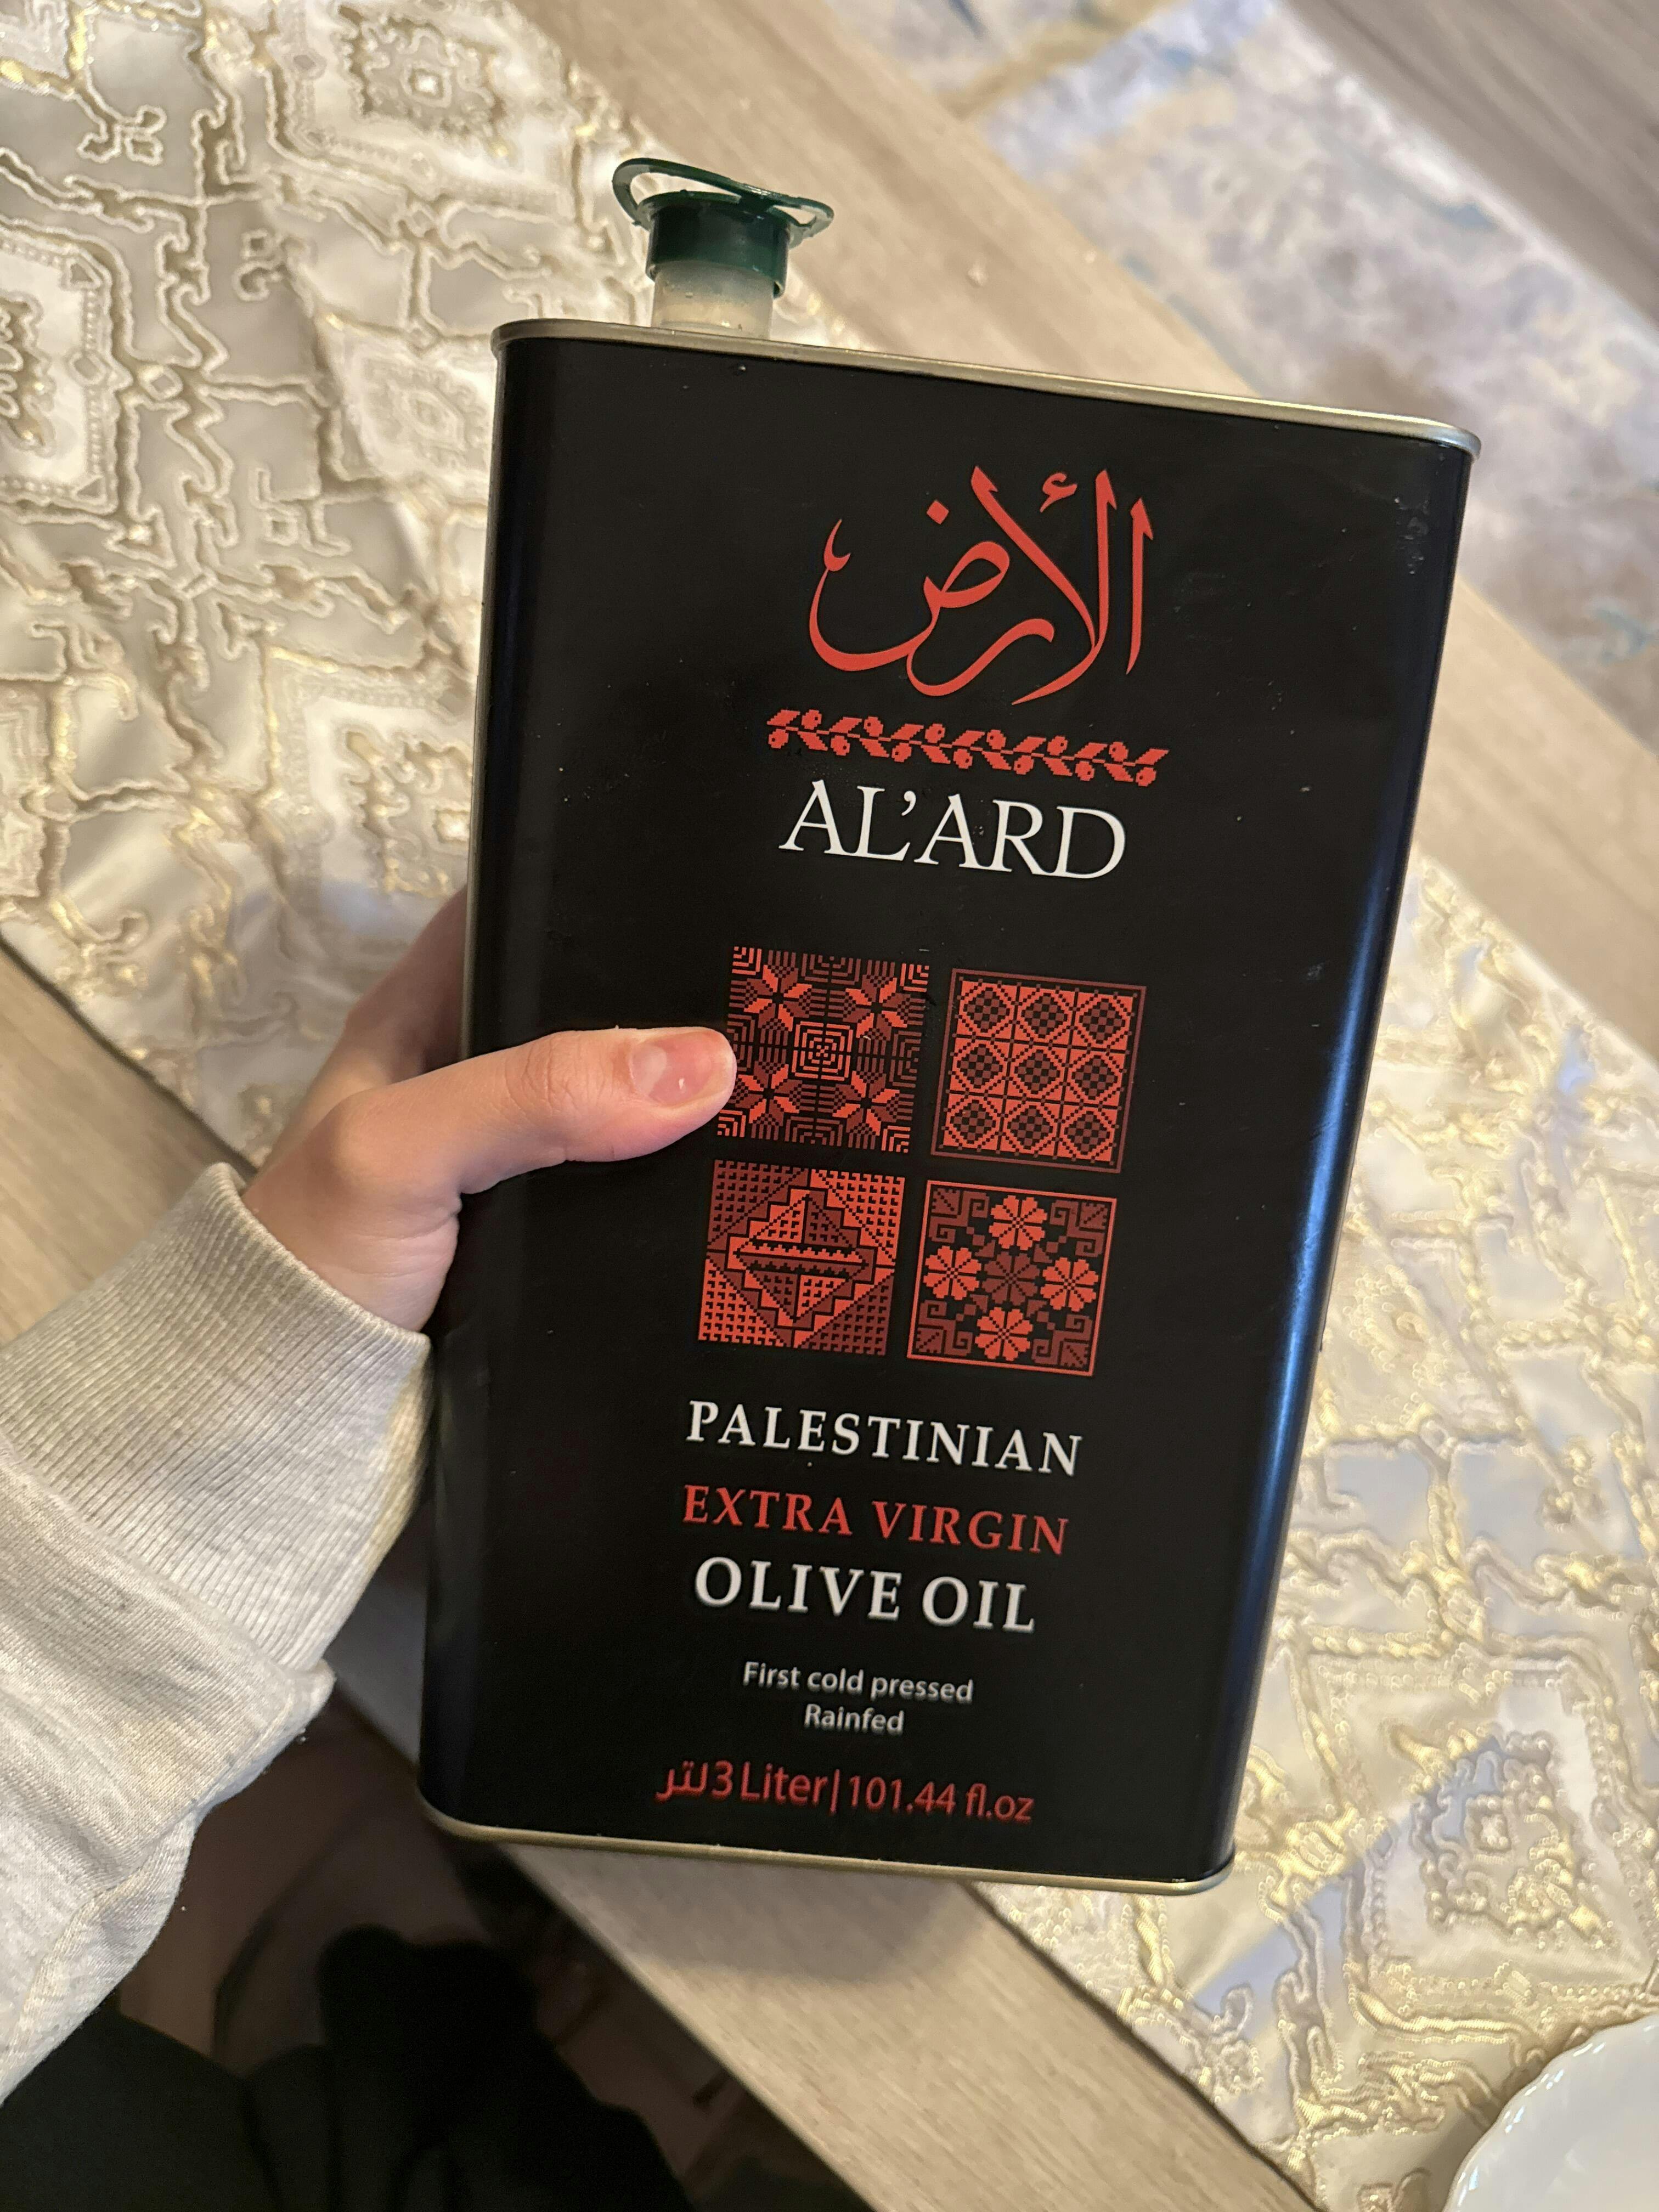 الأرض
AL’ARD
PALESTINIAN
EXTRA VIRGIN
OLIVE OIL
First cold pressed
Rainfed
3 لتر Liter | 101.44 fl.oz